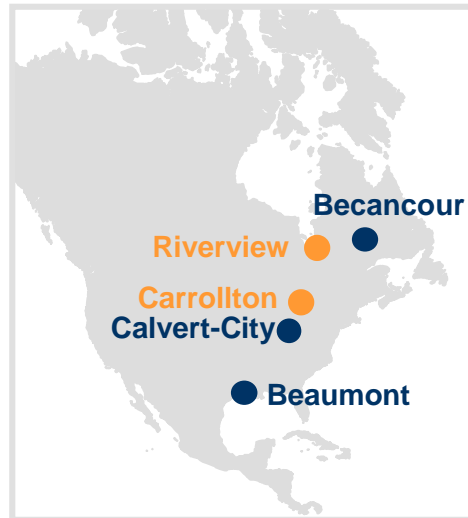 Becancour
Riverview
Carrollton
Calvert-City
Beaumont